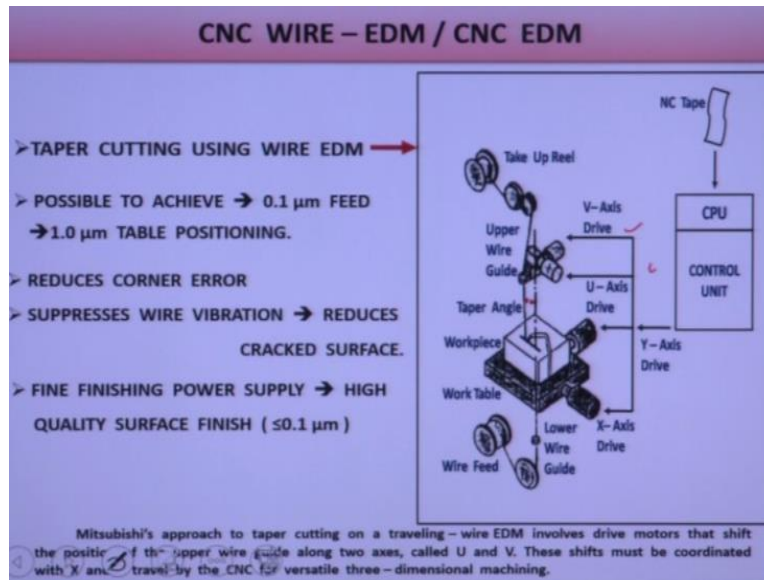 CNC WIRE – EDM / CNC EDM
➢TAPER CUTTING USING WIRE EDM
➢ POSSIBLE TO ACHIEVE ➔ 0.1 µm FEED
➔1.0 µm TABLE POSITIONING.
➢ REDUCES CORNER ERROR
➢ SUPPRESSES WIRE VIBRATION ➔ REDUCES
CRACKED SURFACE.
➢ FINE FINISHING POWER SUPPLY ➔ HIGH
QUALITY SURFACE FINISH ( ≤0.1 µm )
NC Tape
Take Up Reel
V–Axis
Drive
CPU
Upper
Wire
Guide
CONTROL
UNIT
U–Axis
Drive
Taper Angle
Workpiece
Y–Axis
Drive
Work Table
X–Axis
Drive
Lower
Wire
Guide
Wire Feed
Mitsubishi's approach to taper cutting on a traveling – wire EDM involves drive motors that shift
the upper wire guide along two axes, called U and V. These shifts must be coordinated
with X travel by the CNC for versatile three – dimensional machining.